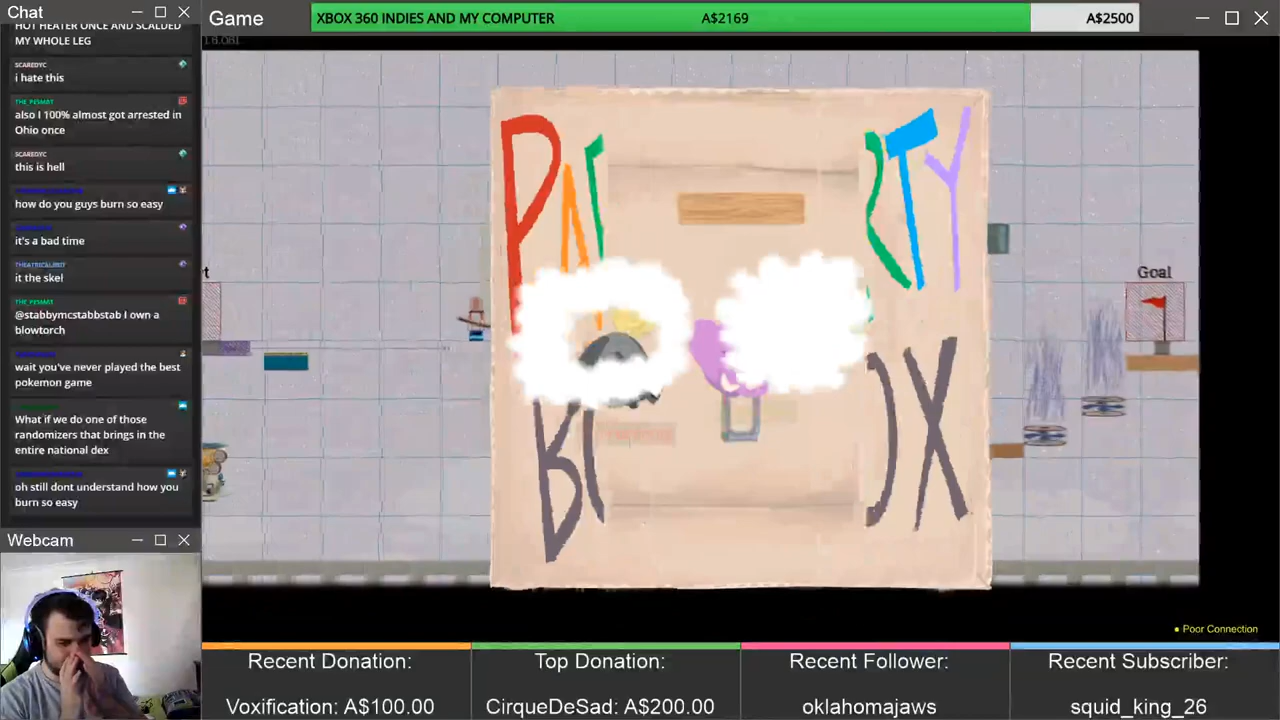 Chat
Game
XBOX 360 INDIES AND MY COMPUTER
A$2169
A$2500
HOT HEATER ONCE AND SCALDED
MY WHOLE LEG
SCAREDYC
i hate this
also I 100% almost got arrested in
Ohio once
SCAREDYC
this is hell
how do you guys burn so easy
it's a bad time
it the ske!
@stabbymcstabbstab I own a
blowtorch
wait you've never played the best
pokemon game
What if we do one of those
randomizers that brings in the
entire national dex
oh still dont understand how you
burn so easy
Goal
Poor Connection
Webcam
Recent Donation:
Voxification: A$100.00
Top Donation:
CirqueDeSad: A$200.00
Recent Follower:
oklahomajaws
Recent Subscriber:
squid_king_26